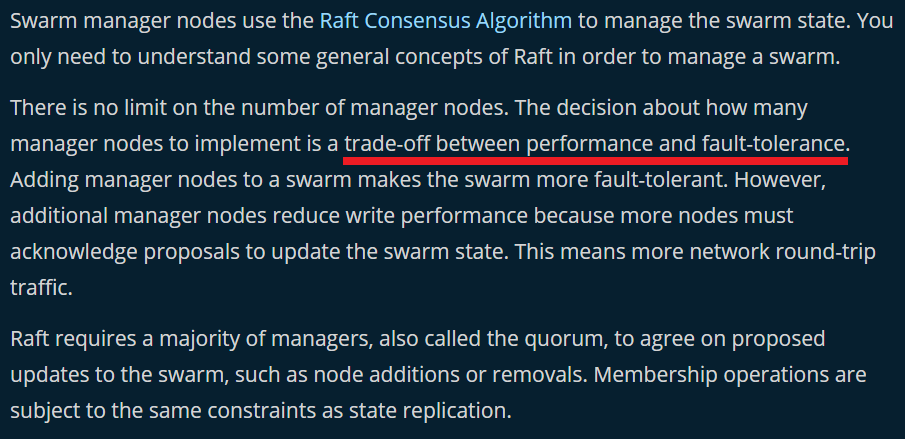 Swarm manager nodes use the Raft Consensus Algorithm to manage the swarm state. You
only need to understand some general concepts of Raft in order to manage a swarm.
There is no limit on the number of manager nodes. The decision about how many
manager nodes to implement is a trade-off between performance and fault-tolerance.
Adding manager nodes to a swarm makes the swarm more fault-tolerant. However,
additional manager nodes reduce write performance because more nodes must
acknowledge proposals to update the swarm state. This means more network round-trip
traffic.
Raft requires a majority of managers, also called the quorum, to agree on proposed
updates to the swarm, such as node additions or removals. Membership operations are
subject to the same constraints as state replication.